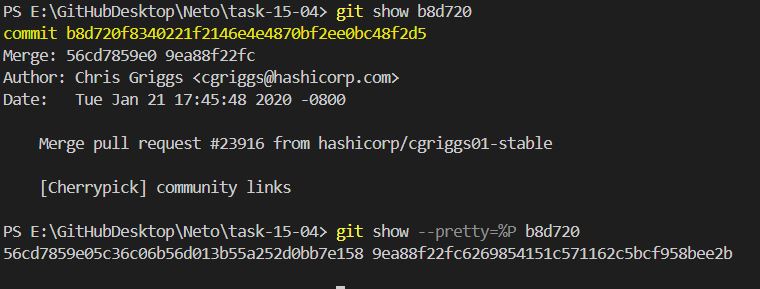 PS E:\GitHubDesktop\Neto\task-15-04> git show b8d720
commit b8d720f8340221f2146e4e4870bf2ee0bc48f2d5
Merge: 56cd7859e0 9ea88f22fc
Author: Chris Griggs <cgriggs@hashicorp.com>
Date:   Tue Jan 21 17:45:48 2020 -0800
    Merge pull request #23916 from hashicorp/cgriggs01-stable
    [Cherrypick] community links
PS E:\GitHubDesktop\Neto\task-15-04> git show --pretty=%P b8d720
56cd7859e05c36c06b56d013b55a252d0bb7e158 9ea88f22fc6269854151c571162c5bcf958bee2b